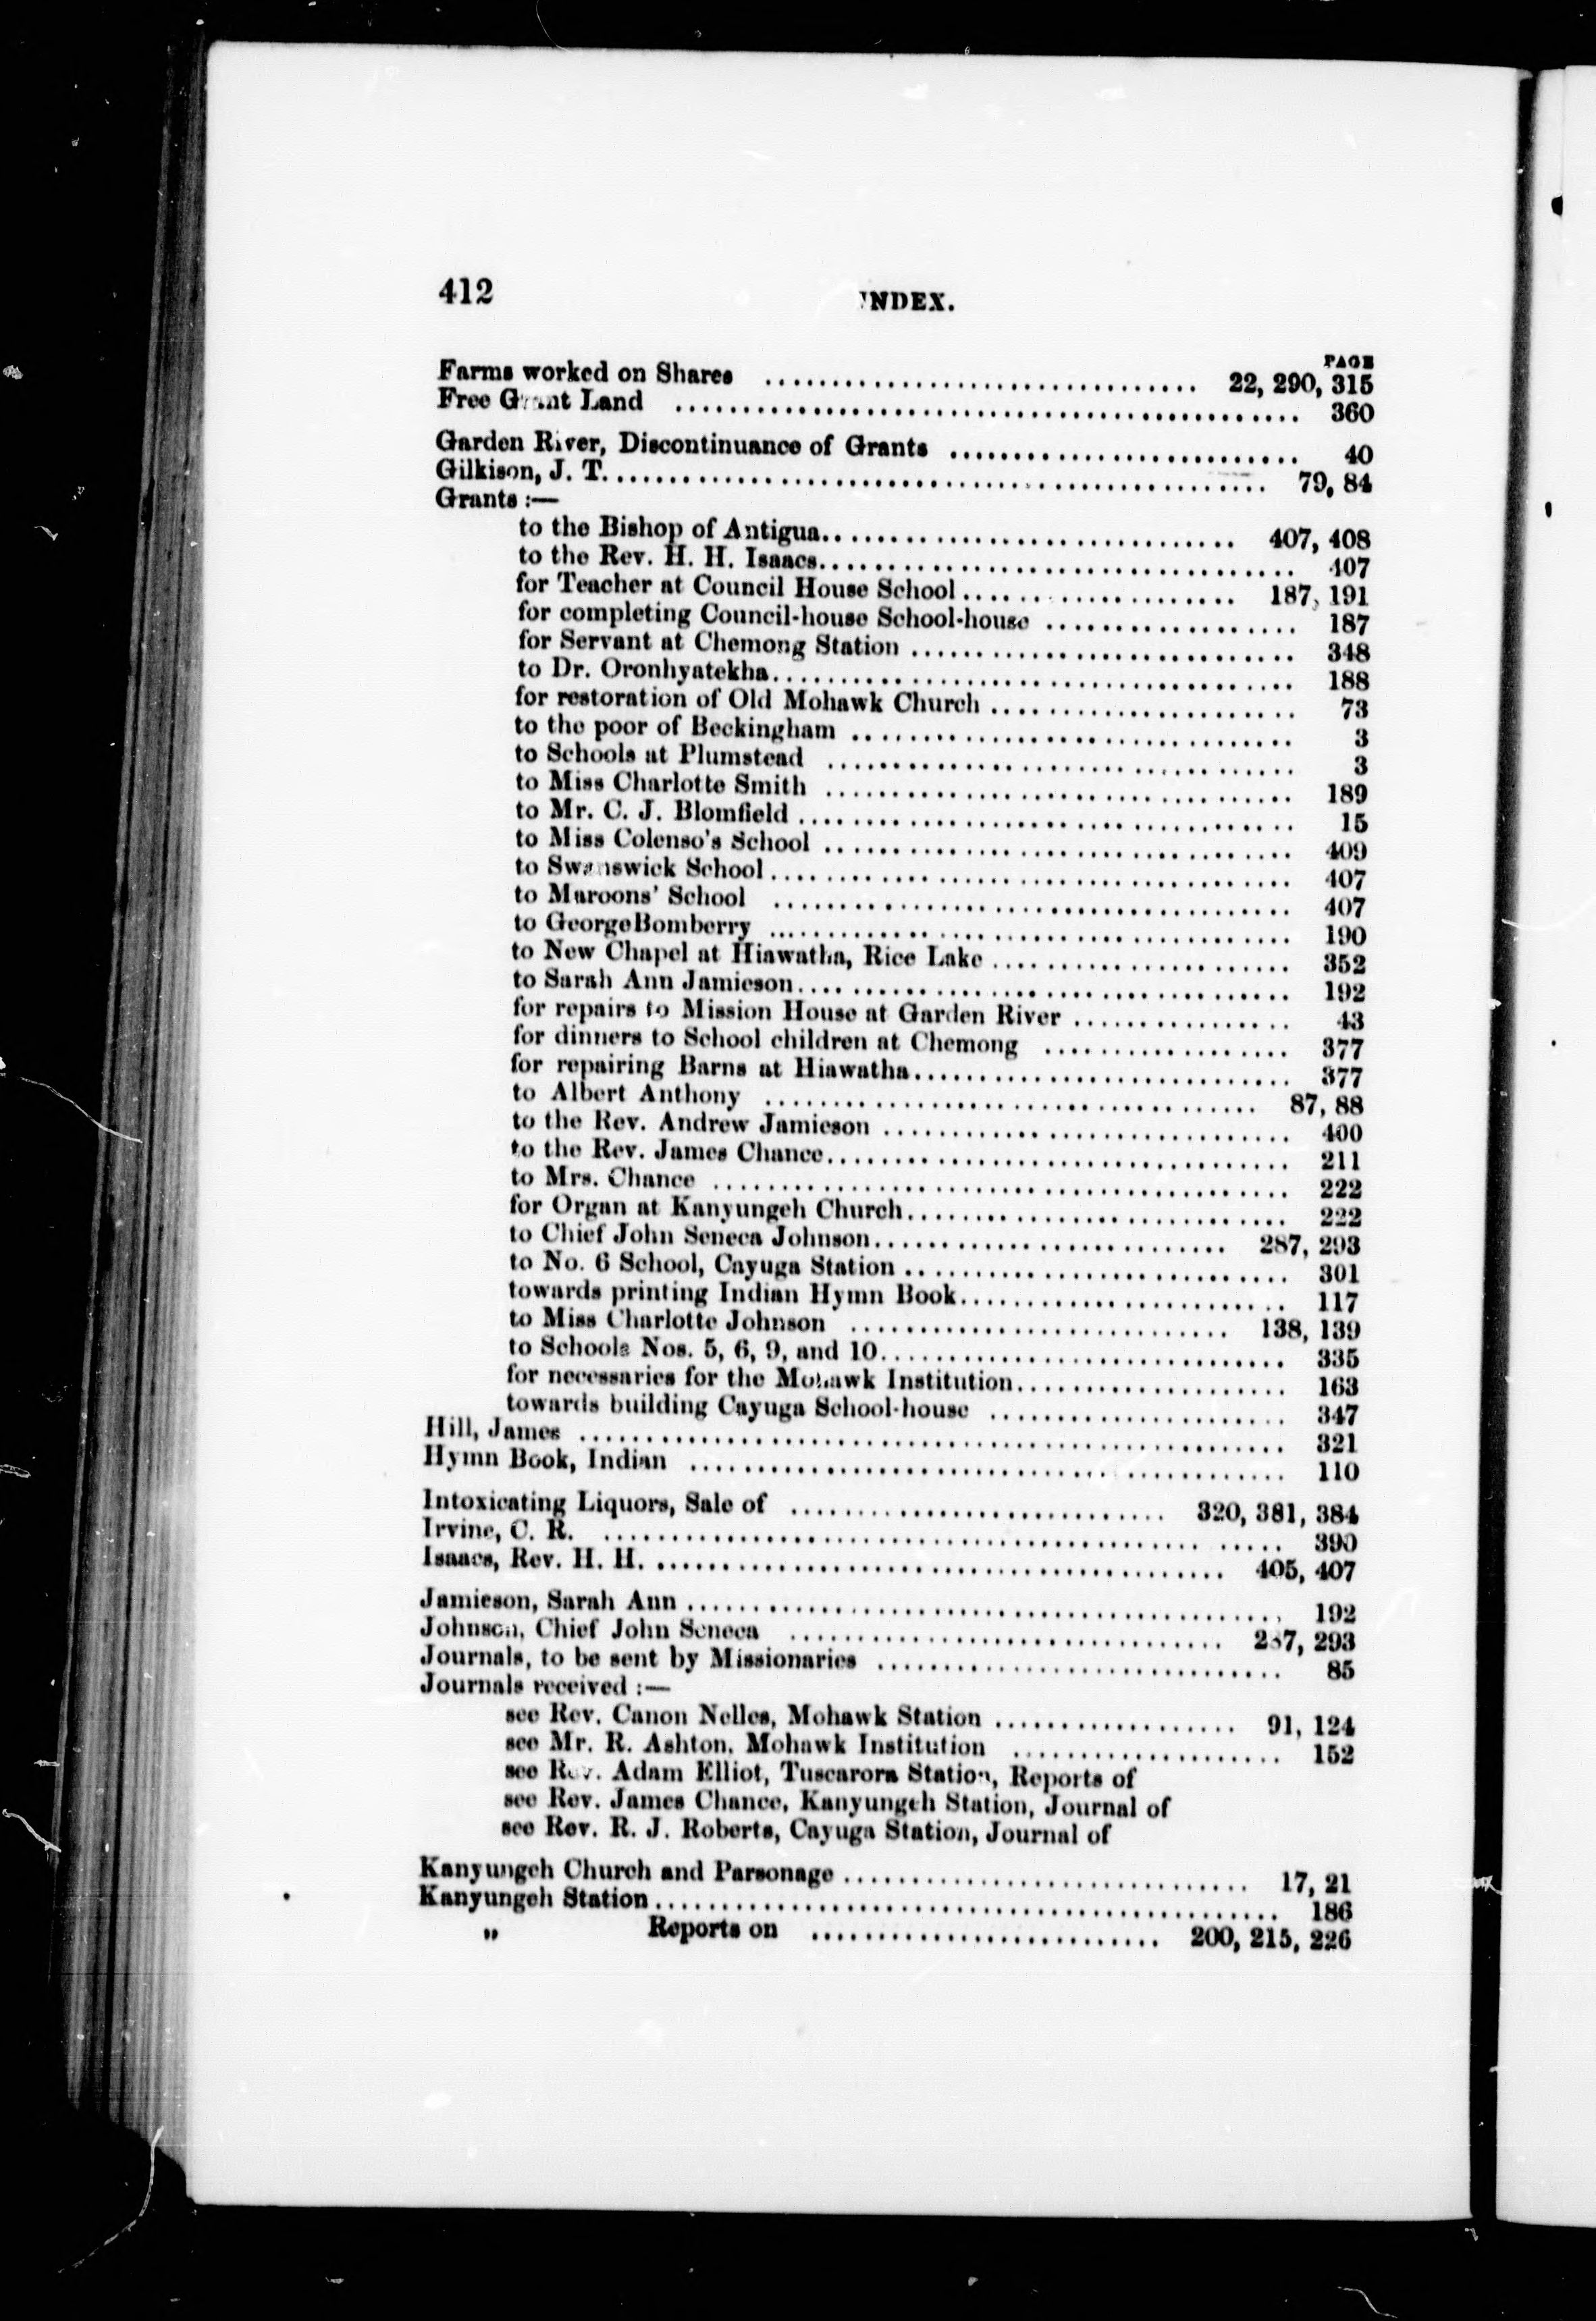 412
INDEX.
PAGE
Farms worked on Shares ................................ 22, 290, 315
Free Grant Land ................................ 360
Garden River, Discontinuance of Grants ................................ 40
Gilkison, J. T. ................................ 79, 84
Grants :—
to the Bishop of Antigua ................................ 407, 408
to the Rev. H. H. Isaacs ................................ 407
for Teacher at Council House School ................................ 187, 191
for completing Council-house School-house ................................ 187
for Servant at Chemong Station ................................ 348
to Dr. Oronhyatekha ................................ 188
for restoration of Old Mohawk Church ................................ 73
to the poor of Beckingham ................................ 3
to Schools at Plumstead ................................ 3
to Miss Charlotte Smith ................................ 189
to Mr. C. J. Blomfield ................................ 15
to Miss Colenso's School ................................ 409
to Swanswick School ................................ 407
to Maroons' School ................................ 407
to GeorgeBomberry ................................ 190
to New Chapel at Hiawatha, Rice Lake ................................ 352
to Sarah Ann Jamieson ................................ 192
for repairs to Mission House at Garden River ................................ 43
for dinners to School children at Chemong ................................ 377
for repairing Barns at Hiawatha ................................ 377
to Albert Anthony ................................ 87, 88
to the Rev. Andrew Jamieson ................................ 400
to the Rev. James Chance ................................ 211
to Mrs. Chance ................................ 222
for Organ at Kanyungeh Church ................................ 222
to Chief John Seneca Johnson ................................ 287, 293
to No. 6 School, Cayuga Station ................................ 301
towards printing Indian Hymn Book ................................ 117
to Miss Charlotte Johnson ................................ 138, 139
to Schools Nos. 5, 6, 9, and 10 ................................ 335
for necessaries for the Mohawk Institution ................................ 163
towards building Cayuga School-house ................................ 347
Hill, James ................................ 321
Hymn Book, Indian ................................ 110
Intoxicating Liquors, Sale of ................................ 320, 381, 384
Irvine, C. R. ................................ 390
Isaacs, Rev. H. H. ................................ 405, 407
Jamieson, Sarah Ann ................................ 192
Johnson, Chief John Seneca ................................ 287, 293
Journals, to be sent by Missionaries ................................ 85
Journals received :—
see Rev. Canon Nelles, Mohawk Station ................................ 91, 124
see Mr. R. Ashton, Mohawk Institution ................................ 152
see Rev. Adam Elliot, Tuscarora Station, Reports of
see Rev. James Chance, Kanyungeh Station, Journal of
see Rev. R. J. Roberts, Cayuga Station, Journal of
Kanyungeh Church and Parsonage ................................ 17, 21
Kanyungeh Station ................................ 186
„ Reports on ................................ 200, 215, 226